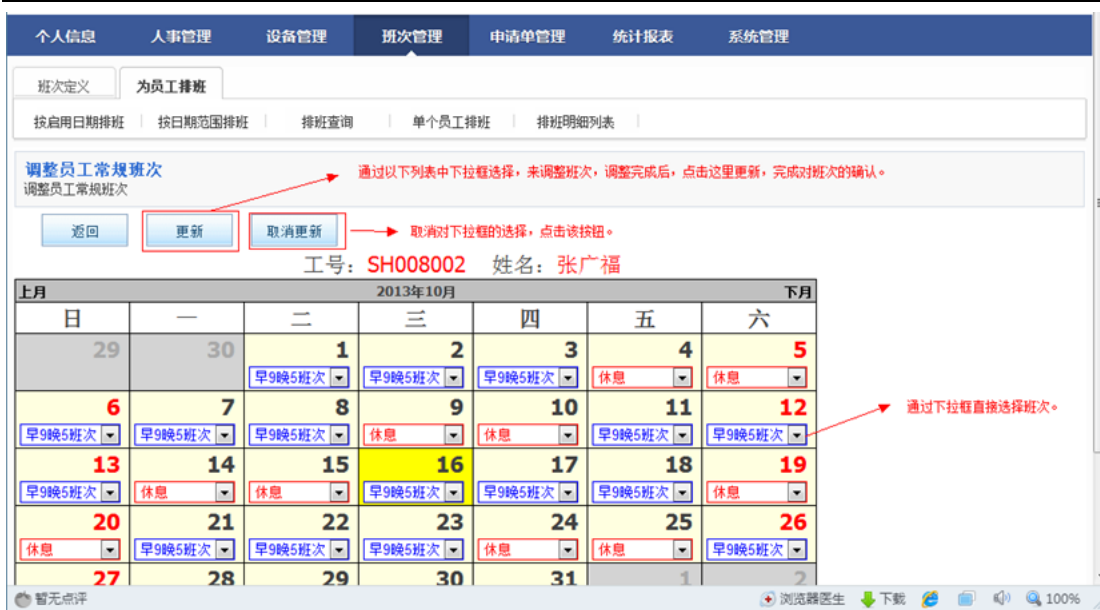 个人信息 人事管理 设备管理 班次管理 申请单管理 统计报表 系统管理
班次定义 为员工排班
按启用日期排班 按日期范围排班 排班查询 单个员工排班 排班明细列表
调整员工常规班次 通过以下列表中下拉框选择，来调整班次，调整完成后，点击这里更新，完成对班次的确认。
调整员工常规班次
返回 更新 取消更新 取消对下拉框的选择，点击该按钮。
工号：SH008002 姓名：张广福
上月 2013年10月 下月
日 一 二 三 四 五 六
29 30 1 2 3 4 5
早9晚5班次 早9晚5班次 早9晚5班次 休息 休息
6 7 8 9 10 11 12 通过下拉框直接选择班次。
早9晚5班次 早9晚5班次 早9晚5班次 休息 休息 早9晚5班次 早9晚5班次
13 14 15 16 17 18 19
早9晚5班次 休息 休息 早9晚5班次 早9晚5班次 早9晚5班次 休息
20 21 22 23 24 25 26
休息 早9晚5班次 早9晚5班次 早9晚5班次 休息 休息 早9晚5班次
27 28 29 30 31 1 2
暂无点评 浏览器医生 下载 100%